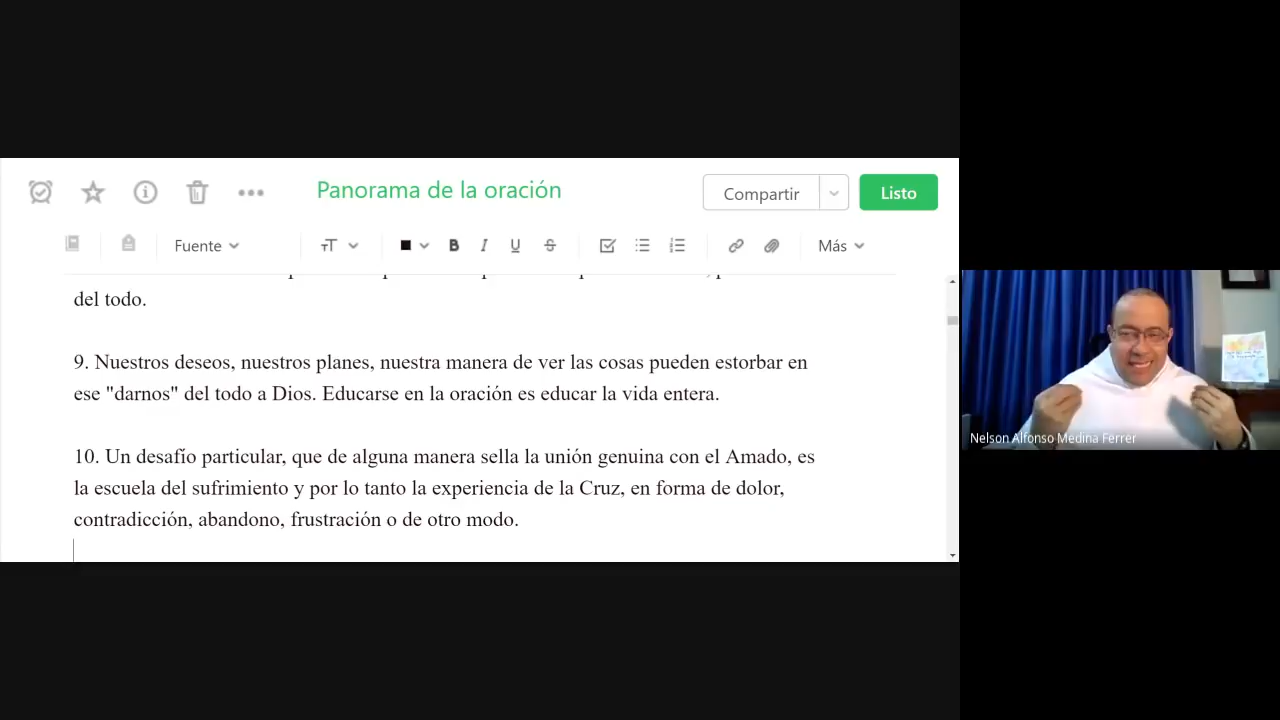 Panorama de la oración
Compartir
Listo
Fuente
B I U S
Más
del todo.
9. Nuestros deseos, nuestros planes, nuestra manera de ver las cosas pueden estorbar en
ese "darnos" del todo a Dios. Educarse en la oración es educar la vida entera.
10. Un desafío particular, que de alguna manera sella la unión genuina con el Amado, es
la escuela del sufrimiento y por lo tanto la experiencia de la Cruz, en forma de dolor,
contradicción, abandono, frustración o de otro modo.
Nelson Alfonso Medina Ferrer